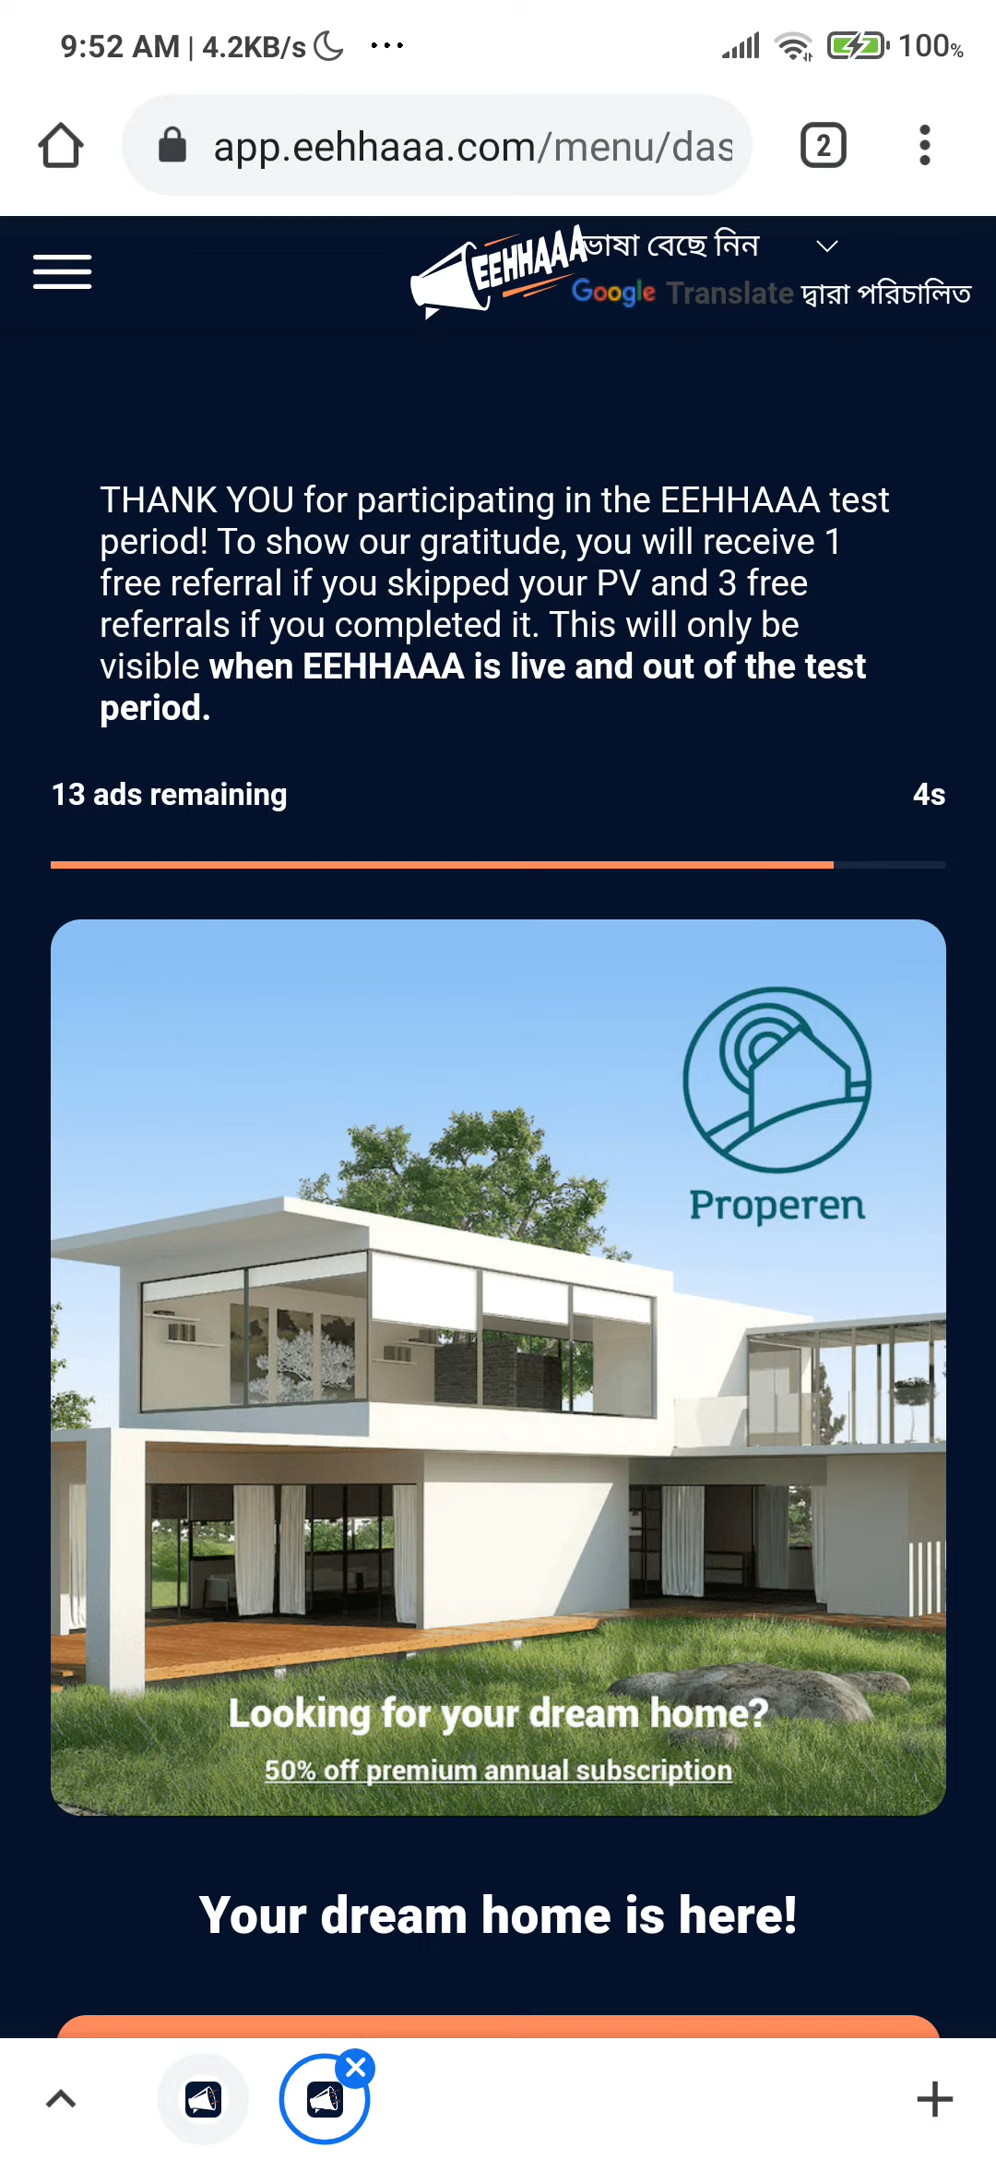 9:52 AM | 4.2KB/s ... 100%
app.eehhaaa.com/menu/das
2
EEHHAAA
ভাষা বেছে নিন
Google Translate দ্বারা পরিচালিত
THANK YOU for participating in the EEHHAAA test
period! To show our gratitude, you will receive 1
free referral if you skipped your PV and 3 free
referrals if you completed it. This will only be
visible when EEHHAAA is live and out of the test
period.
13 ads remaining 4s
Properen
Looking for your dream home?
50% off premium annual subscription
Your dream home is here!